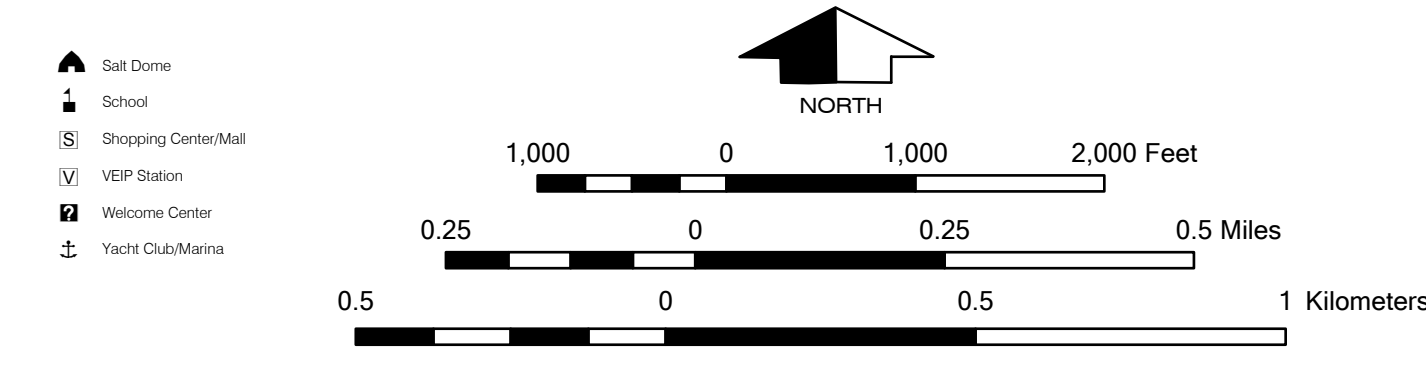 Salt Dome
School
S Shopping Center/Mall
V VEIP Station
? Welcome Center
Yacht Club/Marina
NORTH
1,000 0 1,000 2,000 Feet
0.25 0 0.25 0.5 Miles
0.5 0 0.5 1 Kilometers